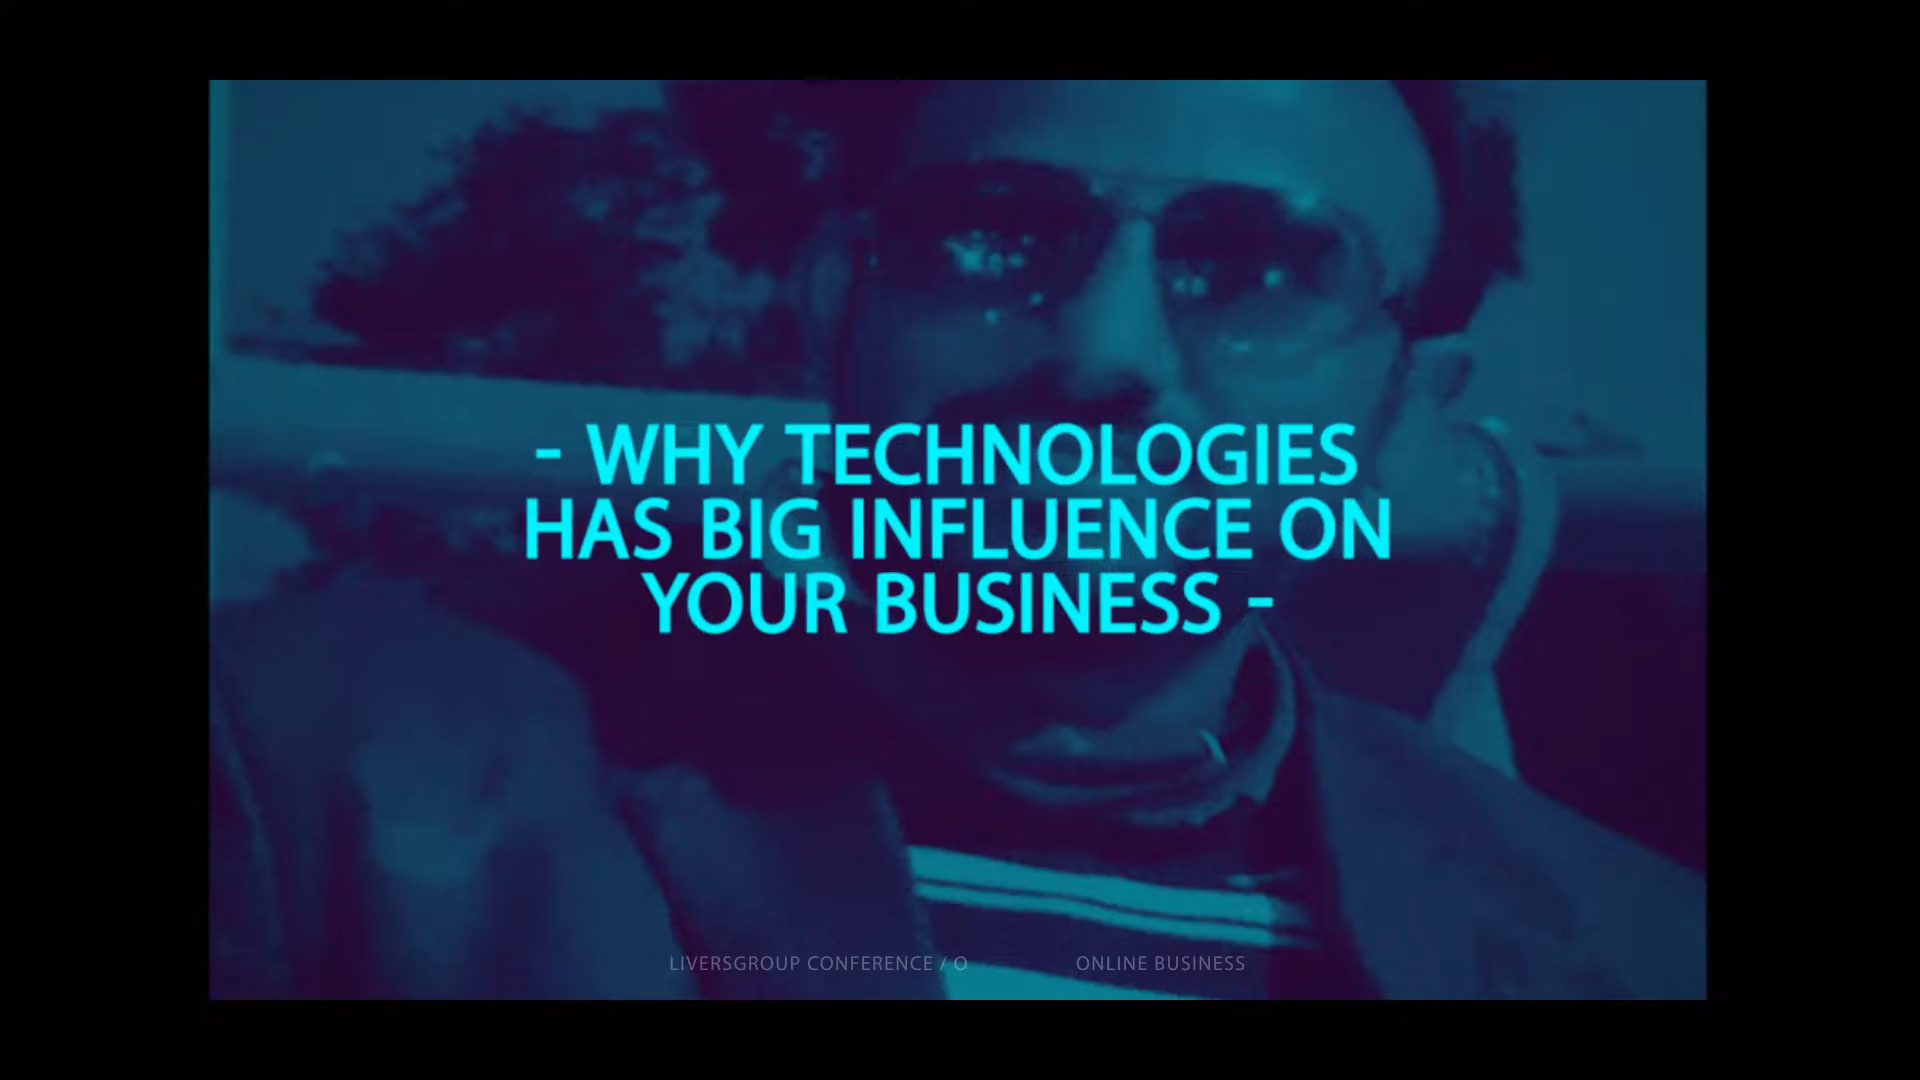 - WHY TECHNOLOGIES
HAS BIG INFLUENCE ON
YOUR BUSINESS -
LIVERSGROUP CONFERENCE / O ONLINE BUSINESS